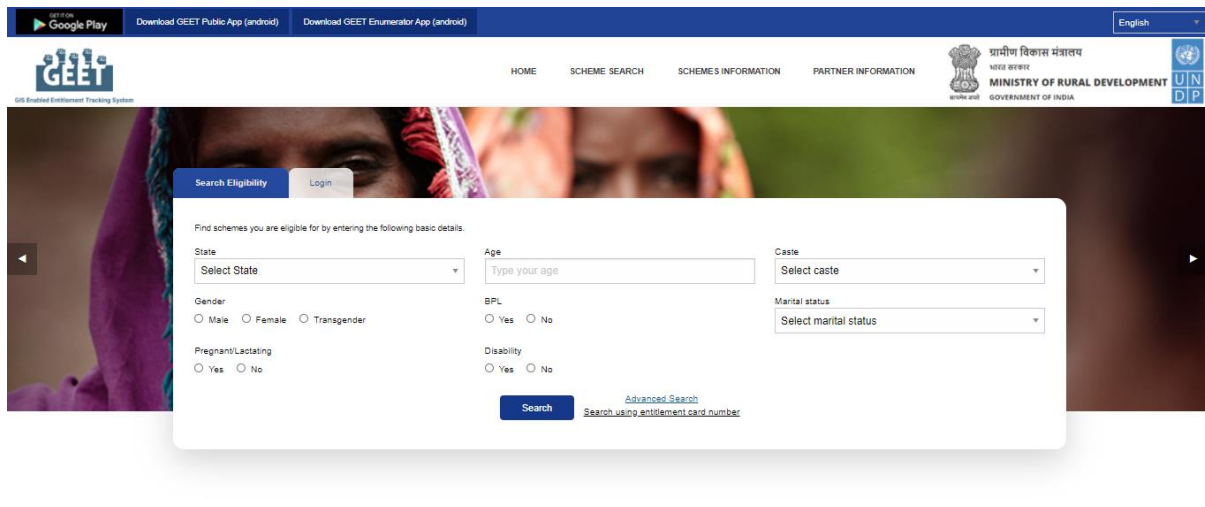 GET IT ON
Google Play
Download GEET Public App (android)
Download GEET Enumerator App (android)
English
GEET
GIS Enabled Entitlement Tracking System
HOME
SCHEME SEARCH
SCHEMES INFORMATION
PARTNER INFORMATION
सत्यमेव जयते
ग्रामीण विकास मंत्रालय
भारत सरकार
MINISTRY OF RURAL DEVELOPMENT
GOVERNMENT OF INDIA
U N
D P
Search Eligibility
Login
Find schemes you are eligible for by entering the following basic details.
State
Select State
Age
Type your age
Caste
Select caste
Gender
Male Female Transgender
BPL
Yes No
Marital status
Select marital status
Pregnant/Lactating
Yes No
Disability
Yes No
Search
Advanced Search
Search using entitlement card number